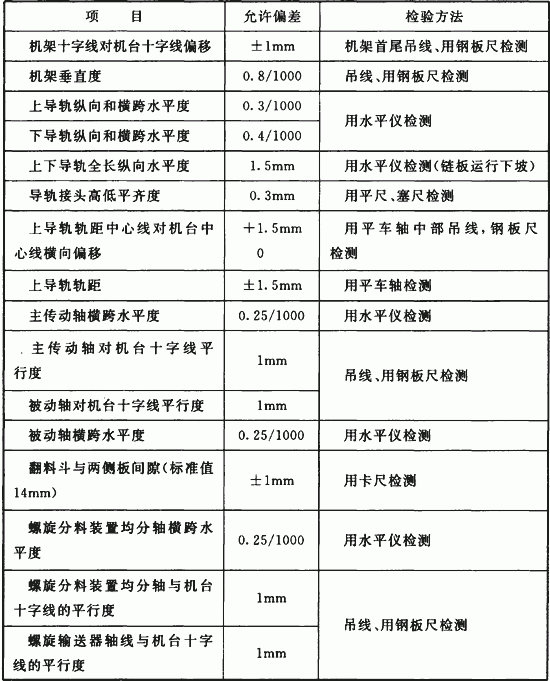 项 目 允许偏差 检验方法
机架十字线对机台十字线偏移 ±1mm 机架首尾吊线、用钢板尺检测
机架垂直度 0.8/1000 吊线、用钢板尺检测
上导轨纵向和横跨水平度 0.3/1000
用水平仪检测
下导轨纵向和横跨水平度 0.4/1000
上下导轨全长纵向水平度 1.5mm 用水平仪检测(链板运行下坡)
导轨接头高低平齐度 0.3mm 用平尺、塞尺检测
上导轨轨距中心线对机台中 +1.5mm 用平车轴中部吊线,钢板尺
心线横向偏移 0 检测
上导轨轨距 ±1.5mm 用平车轴检测
主传动轴横跨水平度 0.25/1000 用水平仪检测
主传动轴对机台十字线平
行度 1mm
吊线、用钢板尺检测
被动轴对机台十字线平行度 1mm
被动轴横跨水平度 0.25/1000 用水平仪检测
翻料斗与两侧板间隙(标准值
14mm) ±1mm 用卡尺检测
螺旋分料装置均分轴横跨水
平度 0.25/1000 用水平仪检测
螺旋分料装置均分轴与机台
十字线的平行度 1mm
吊线、用钢板尺检测
螺旋输送器轴线与机台十字
线的平行度 1mm